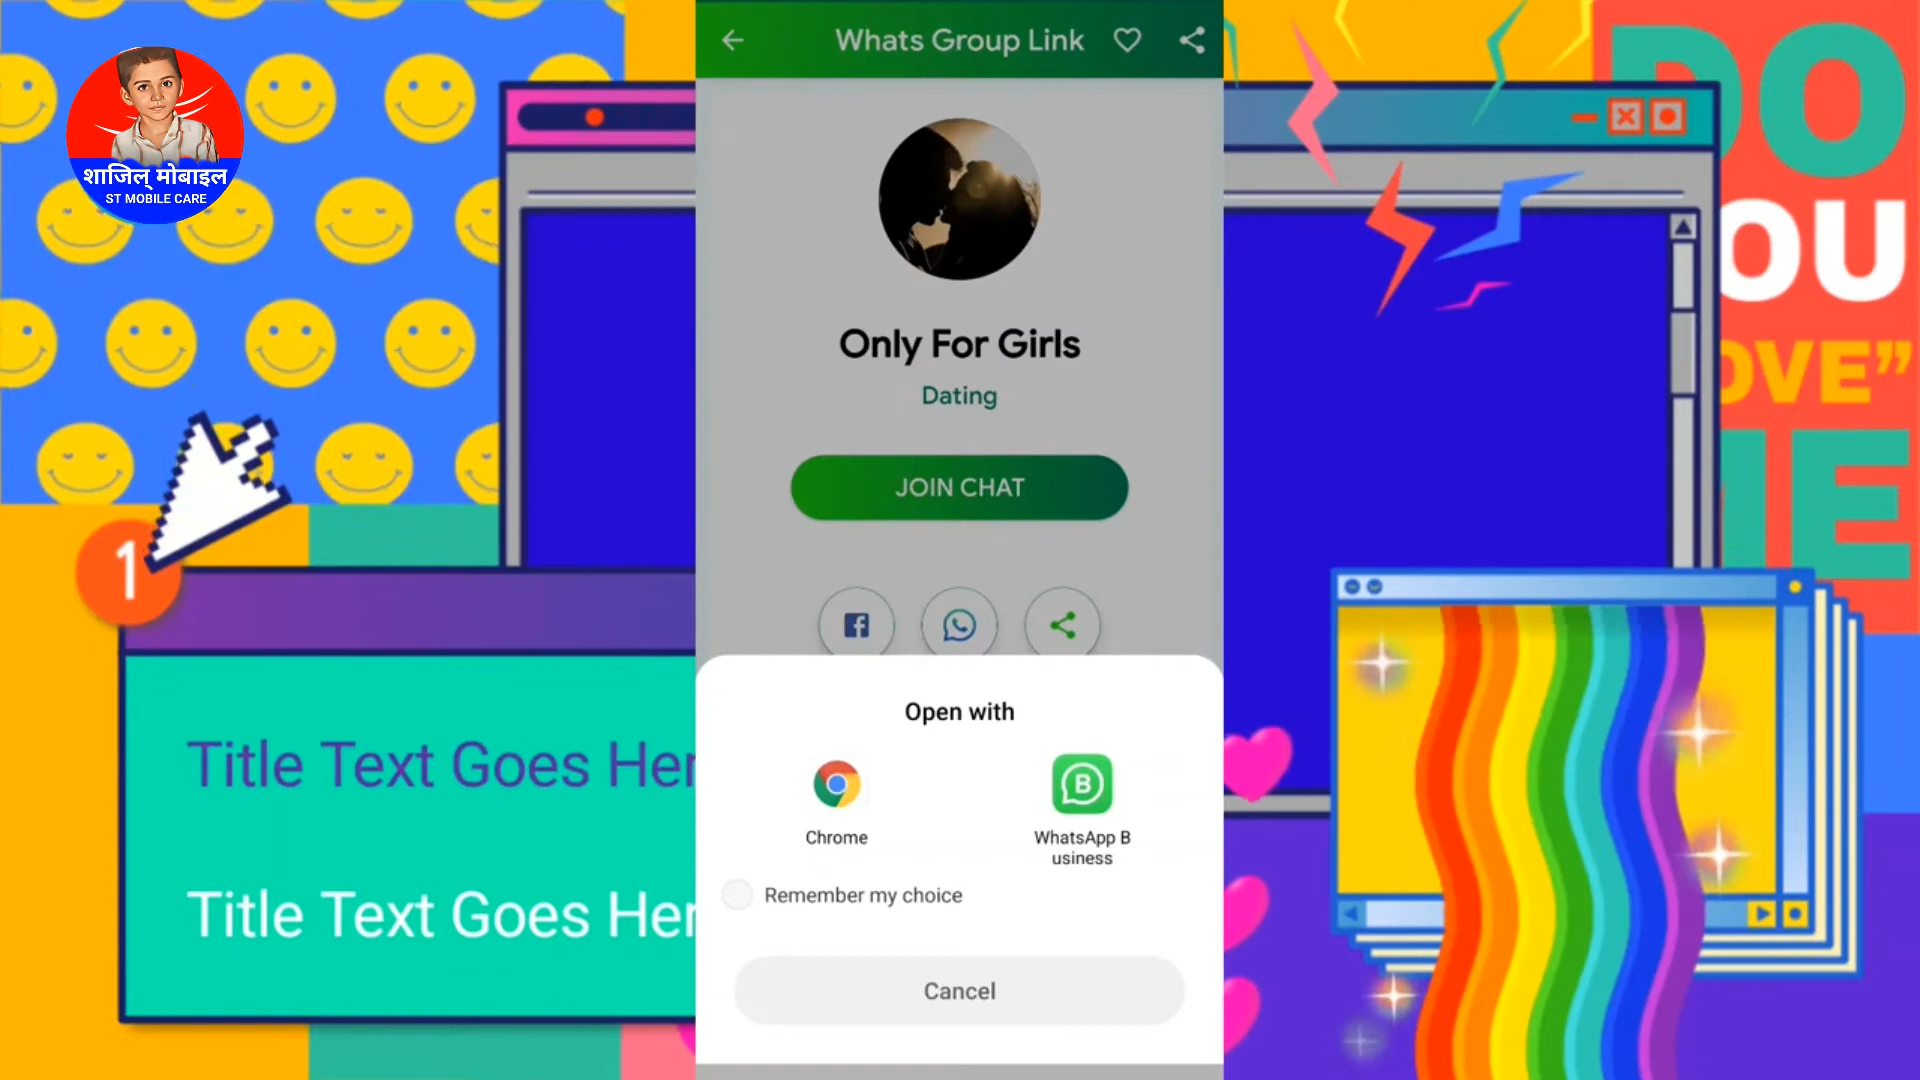 शाजिल् मोबाइल
ST MOBILE CARE
Whats Group Link
Only For Girls
Dating
JOIN CHAT
Open with
Chrome
WhatsApp B
usiness
Remember my choice
Cancel
1
Title Text Goes Her
Title Text Goes Her
DO
OU
OVE”
ME